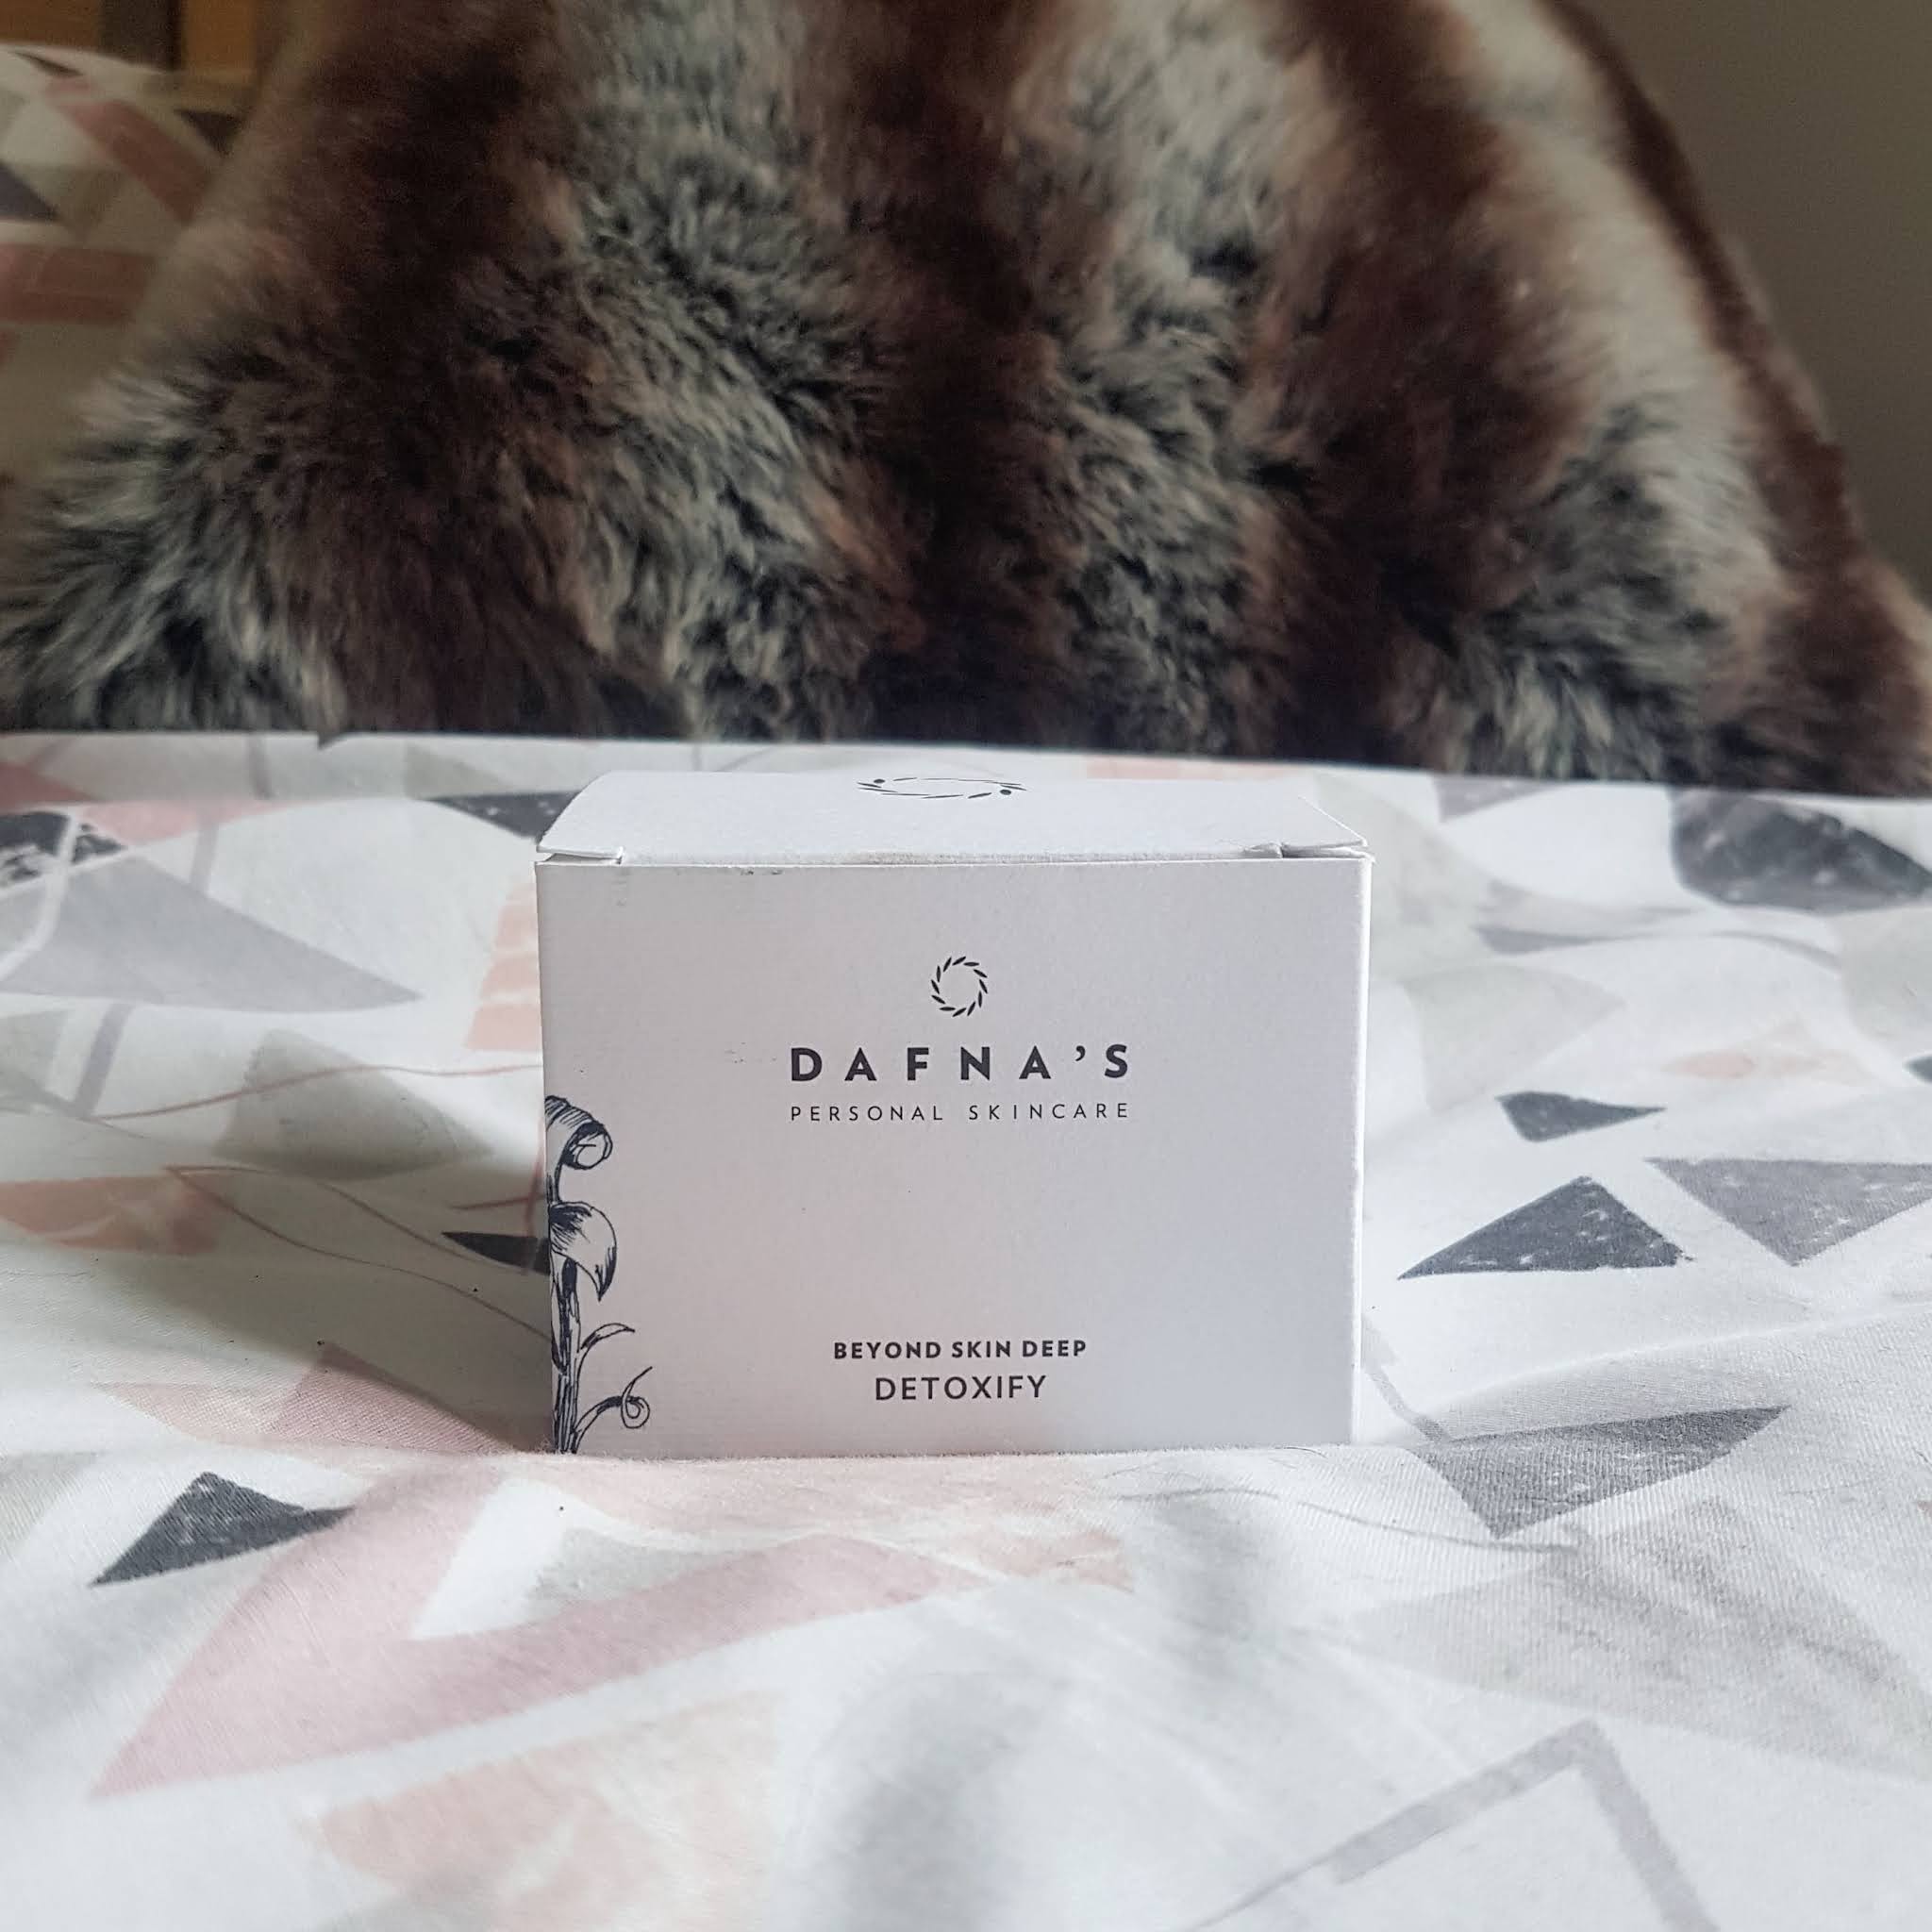 DAFNA'S
PERSONAL SKINCARE
BEYOND SKIN DEEP
DETOXIFY